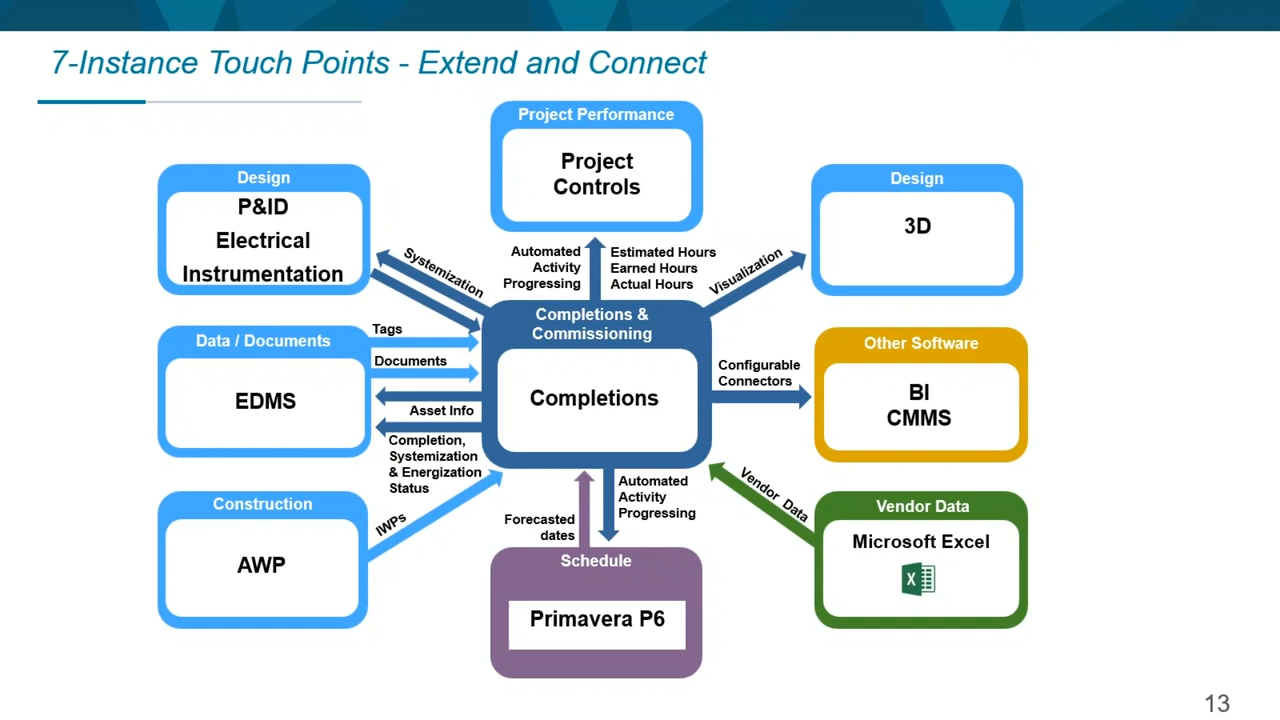 7-Instance Touch Points - Extend and Connect
Project Performance
Project
Controls
Design
P&ID
Electrical
Instrumentation
Design
3D
Systemization
Automated
Activity
Progressing
Estimated Hours
Earned Hours
Actual Hours
Visualization
Completions &
Commissioning
Completions
Data / Documents
EDMS
Tags
Documents
Asset Info
Completion,
Systemization
& Energization
Status
Configurable
Connectors
Other Software
BI
CMMS
Construction
AWP
IWPs
Forecasted
dates
Automated
Activity
Progressing
Vendor Data
Vendor Data
Microsoft Excel
X
Schedule
Primavera P6
13